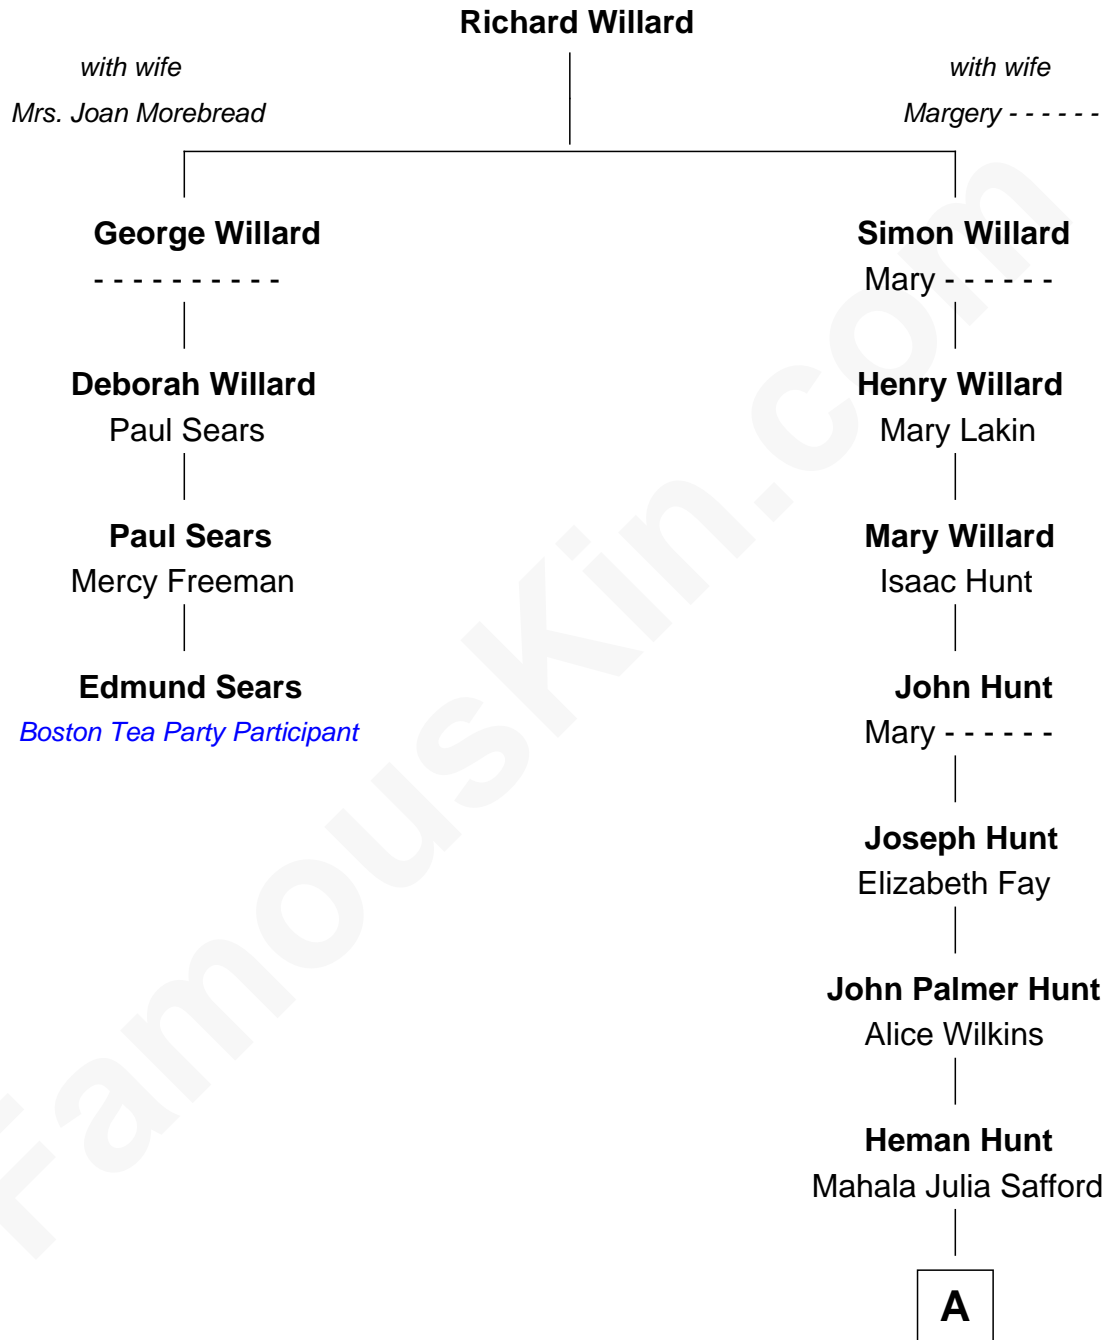 Richard Willard
with wife
Mrs. Joan Morebread
with wife
Margery - - - - - -
George Willard
- - - - - - - - - -
Simon Willard
Mary - - - - - -
Deborah Willard
Paul Sears
Henry Willard
Mary Lakin
Paul Sears
Mercy Freeman
Mary Willard
Isaac Hunt
Edmund Sears
Boston Tea Party Participant
John Hunt
Mary - - - - - -
Joseph Hunt
Elizabeth Fay
John Palmer Hunt
Alice Wilkins
Heman Hunt
Mahala Julia Safford
A
FamousKin.com